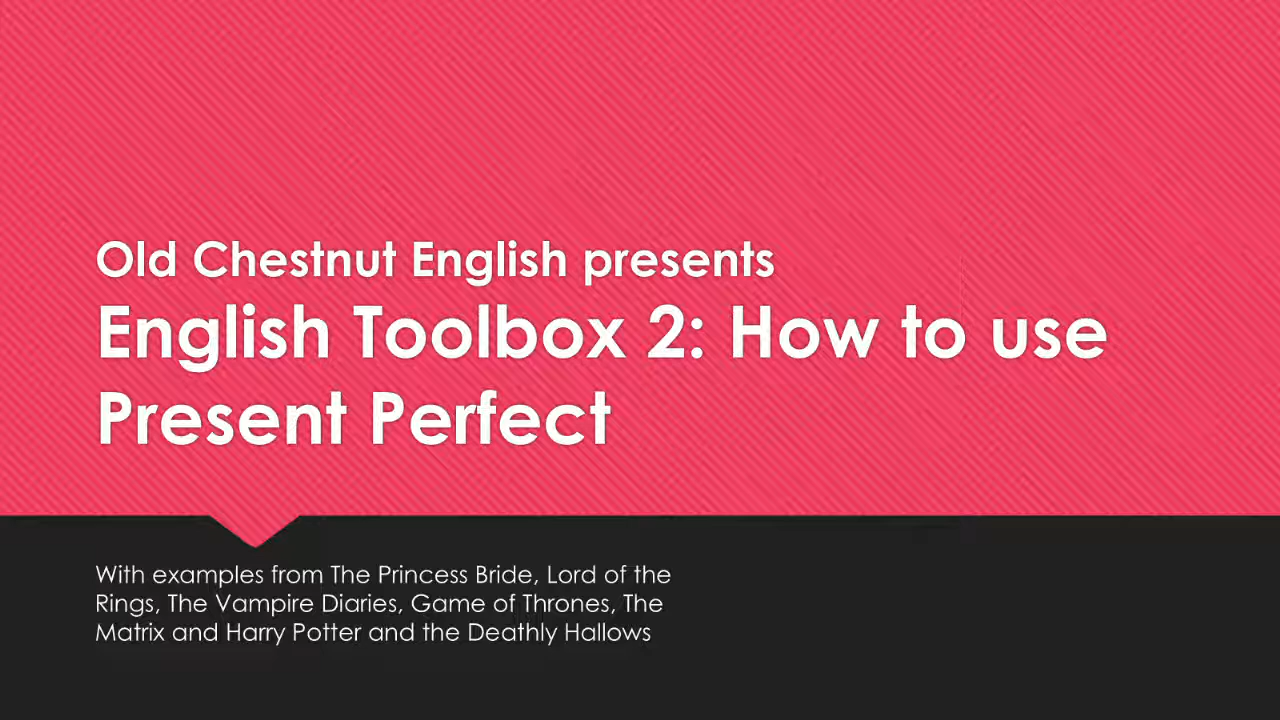 Old Chestnut English presents
English Toolbox 2: How to use
Present Perfect
With examples from The Princess Bride, Lord of the
Rings, The Vampire Diaries, Game of Thrones, The
Matrix and Harry Potter and the Deathly Hallows